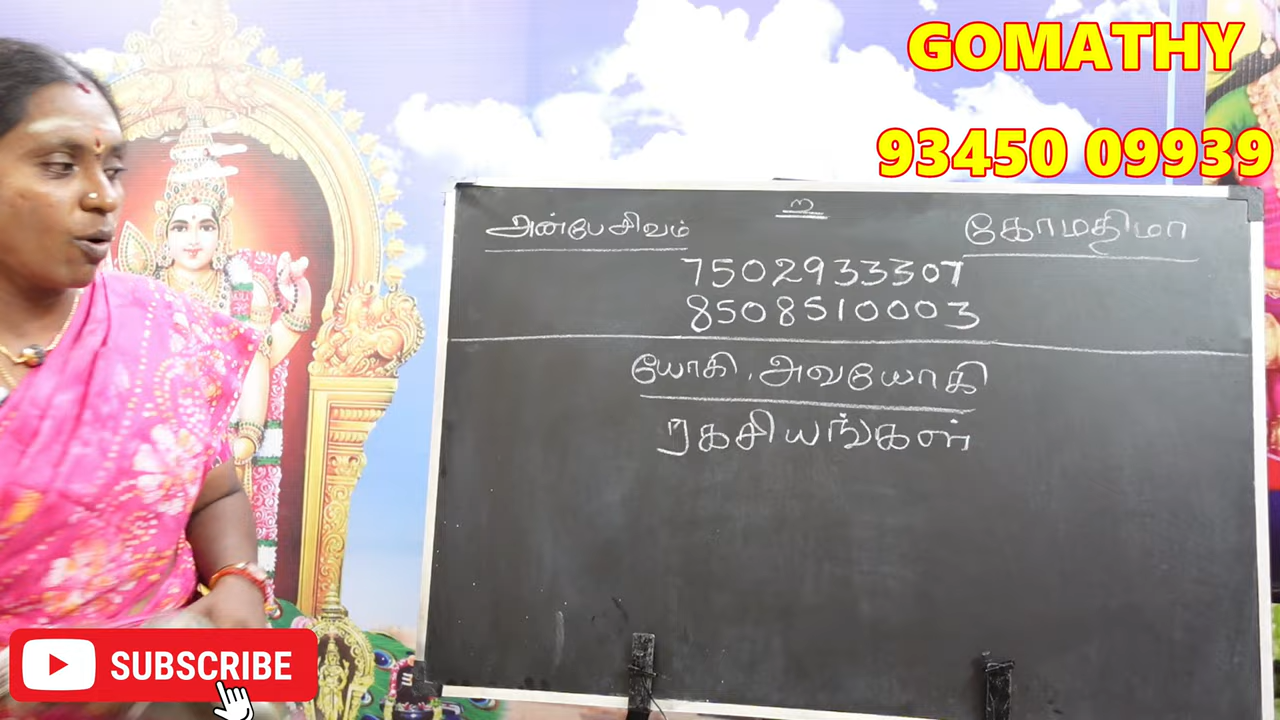 GOMATHY
93450 09939
உ
அன்பே சிவம்
கோமதிமா
7502933307
8508510003
யோகி, அவயோகி
ரகசியங்கள்
SUBSCRIBE